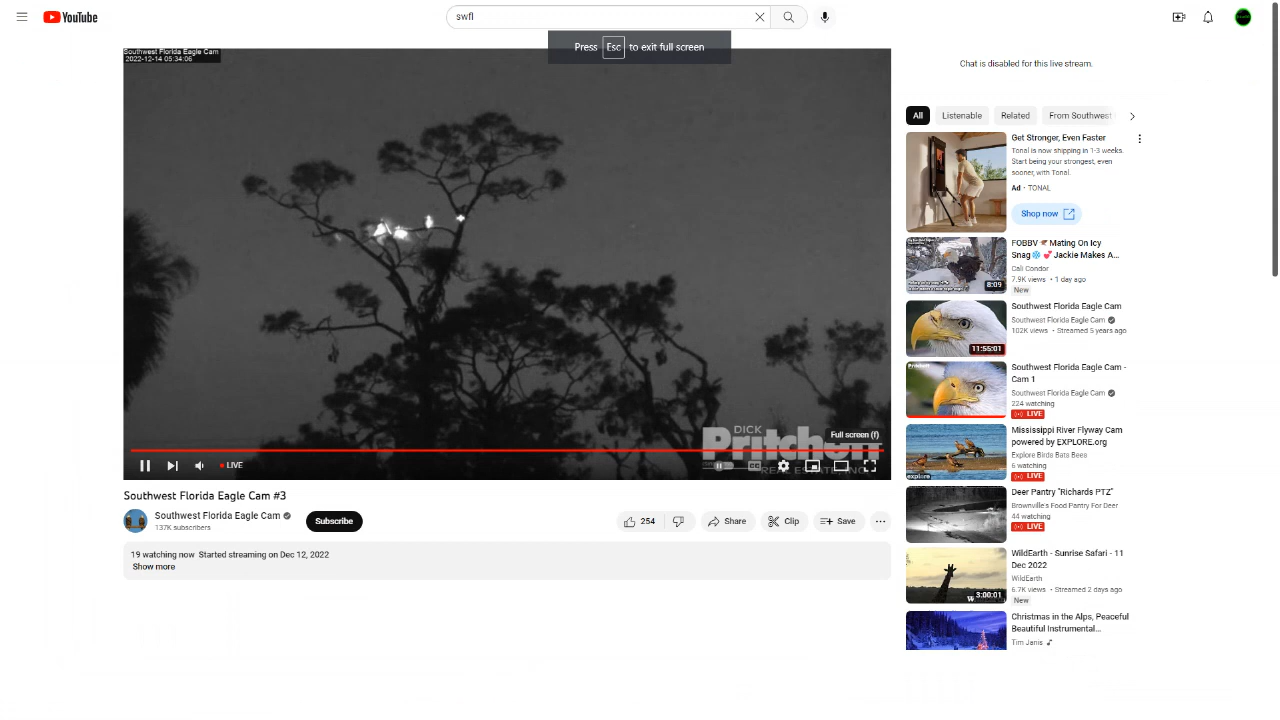 YouTube
swfl
Press Esc to exit full screen
Southwest Florida Eagle Cam
2022-12-14 05:34:06
DICK
Pritchett
LIVE
Full screen (f)
Southwest Florida Eagle Cam #3
Southwest Florida Eagle Cam
137K subscribers
Subscribe
254
Share
Clip
Save
19 watching now Started streaming on Dec 12, 2022
Show more
Chat is disabled for this live stream.
All Listenable Related From Southwest
Get Stronger, Even Faster
Tonal is now shipping in 1-3 weeks.
Start being your strongest, even
sooner, with Tonal.
Ad · TONAL
Shop now
8:09
FOBBV 🦅Mating On Icy
Snag❄️ 💕 Jackie Makes A...
Cali Condor
7.9K views • 1 day ago
New
11:55:01
Southwest Florida Eagle Cam
Southwest Florida Eagle Cam
102K views • Streamed 5 years ago
Pritchett
Southwest Florida Eagle Cam -
Cam 1
Southwest Florida Eagle Cam
224 watching
LIVE
explore
Mississippi River Flyway Cam
powered by EXPLORE.org
Explore Birds Bats Bees
6 watching
LIVE
Deer Pantry "Richards PTZ"
Brownville's Food Pantry For Deer
44 watching
LIVE
3:00:01
WildEarth - Sunrise Safari - 11
Dec 2022
WildEarth
6.7K views • Streamed 2 days ago
New
Christmas in the Alps, Peaceful
Beautiful Instrumental...
Tim Janis